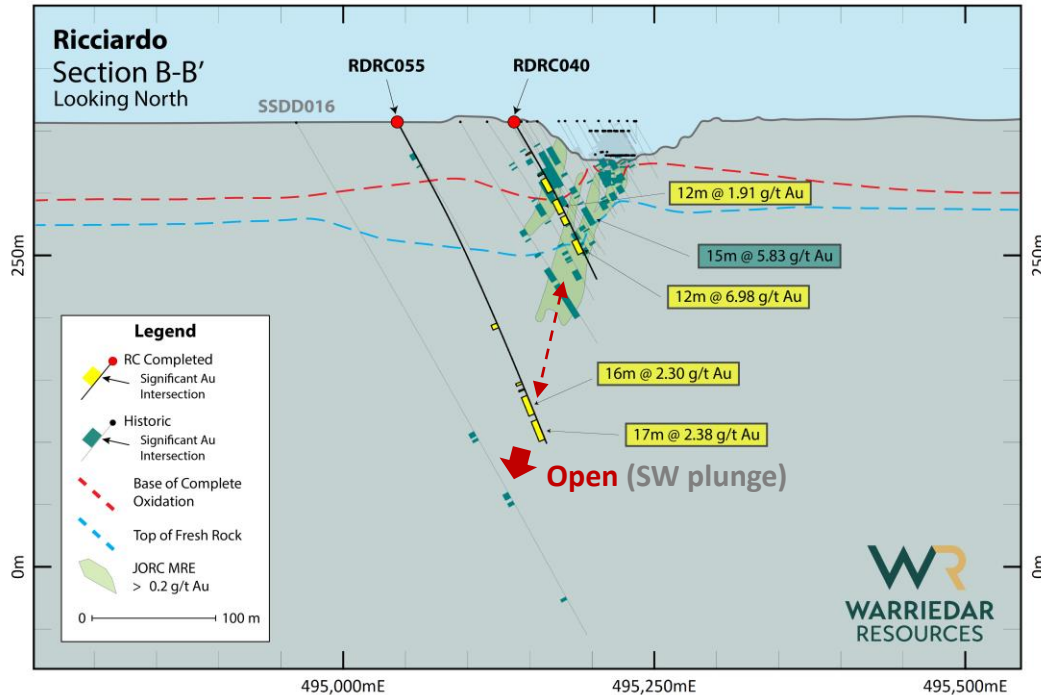 Ricciardo
Section B-B'
Looking North
RDRC055
RDRC040
SSDD016
12m @ 1.91 g/t Au
15m @ 5.83 g/t Au
12m @ 6.98 g/t Au
16m @ 2.30 g/t Au
17m @ 2.38 g/t Au
Open (SW plunge)
250m
250m
0m
0m
Legend
RC Completed
Significant Au
Intersection
Historic
Significant Au
Intersection
Base of Complete
Oxidation
Top of Fresh Rock
JORC MRE
> 0.2 g/t Au
0 100 m
WR
WARRIEDAR
RESOURCES
495,000mE
495,250mE
495,500mE